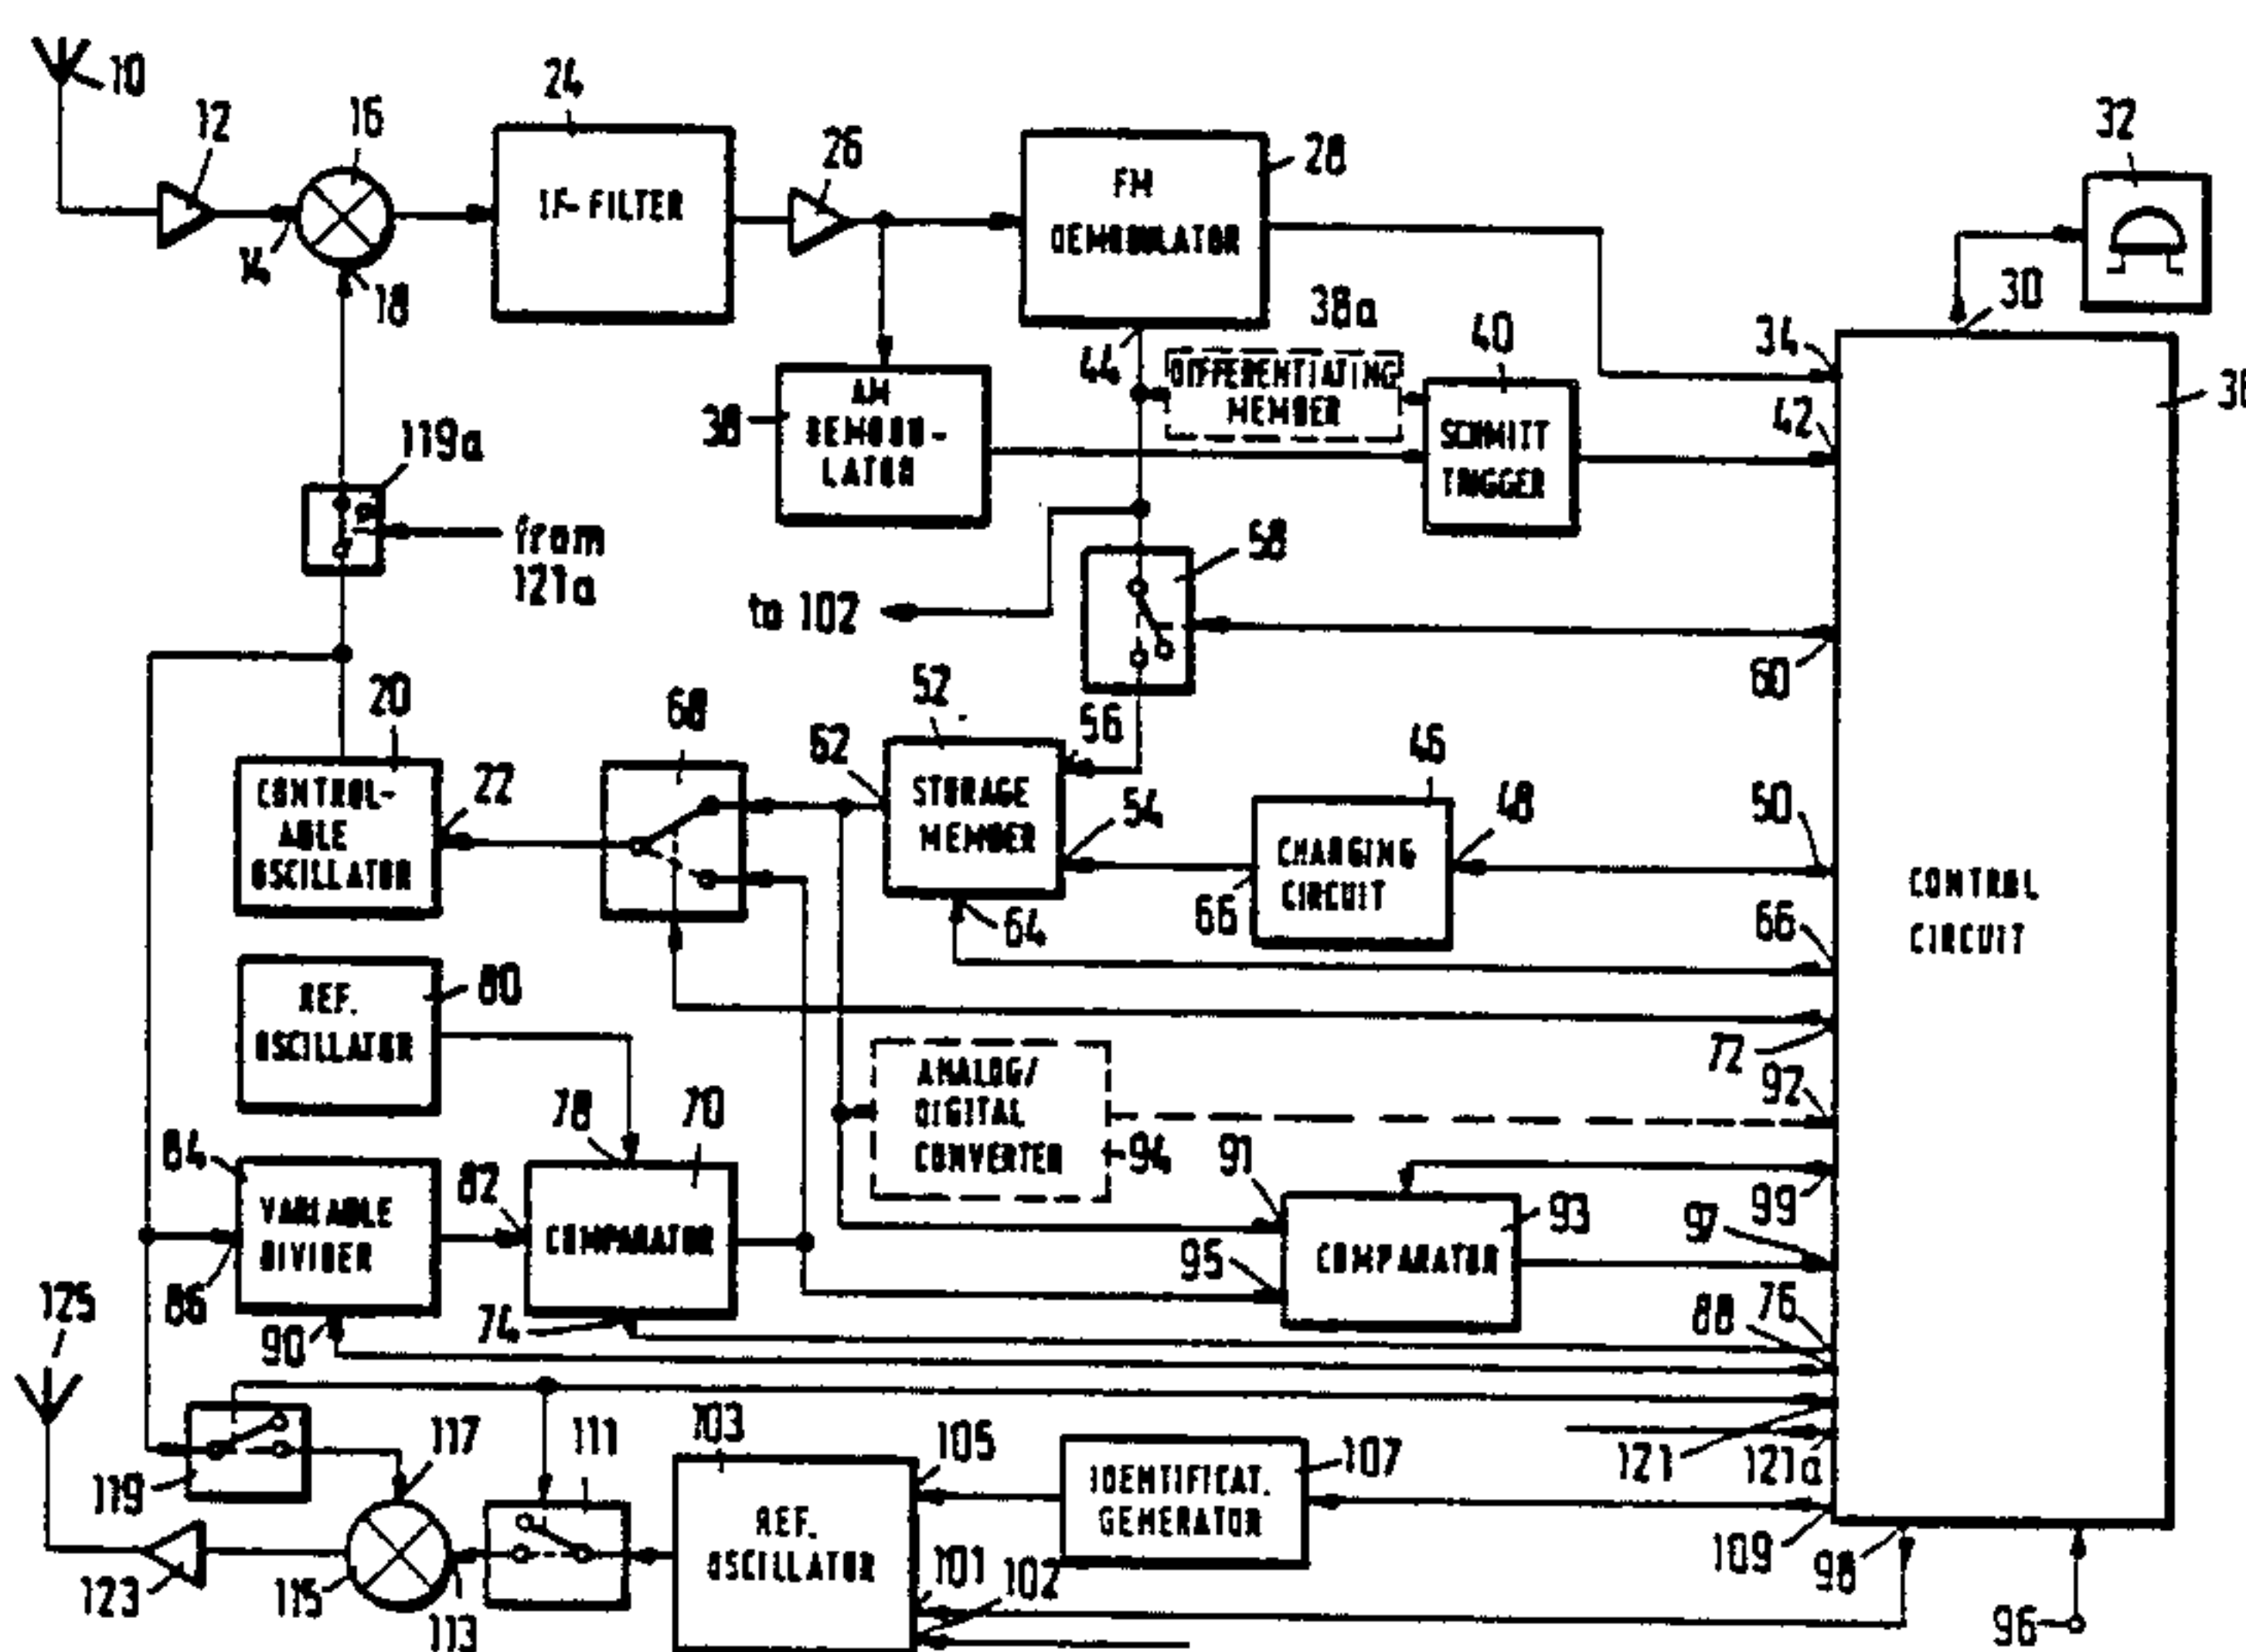 10
12
16
24
26
28
32
IF-FILTER
FM
DEMODULATOR
14
18
38a
30
44
DIFFERENTIATING
MEMBER
40
34
36
38
AM
DEMODU-
LATOR
SCHMITT
TRIGGER
42
119a
from
121a
58
to 102
60
20
68
52
56
46
62
22
CONTROL-
ABLE
OSCILLATOR
STORAGE
MEMBER
54
48
50
CHARGING
CIRCUIT
66
64
66
CONTROL
CIRCUIT
REF.
OSCILLATOR
80
72
92
ANALOG/
DIGITAL
CONVERTER
94
78
70
84
82
91
99
VARIABLE
DIVIDER
COMPARATOR
93
97
COMPARATOR
95
86
74
90
76
88
125
103
111
117
105
107
121
121a
119
IDENTIFICAT.
GENERATOR
REF.
OSCILLATOR
101
102
109
98
123
115
113
96